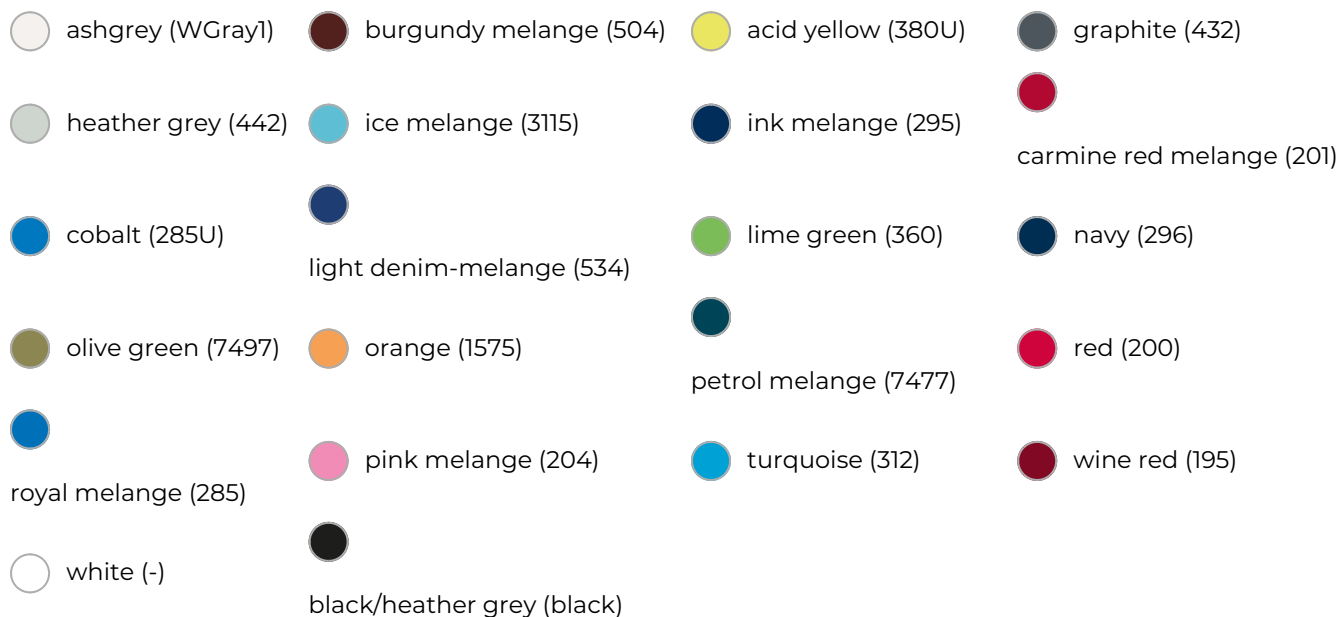 ashgrey (WGray1)
burgundy melange (504)
acid yellow (380U)
graphite (432)
heather grey (442)
ice melange (3115)
ink melange (295)
carmine red melange (201)
cobalt (285U)
light denim-melange (534)
lime green (360)
navy (296)
olive green (7497)
orange (1575)
petrol melange (7477)
red (200)
royal melange (285)
pink melange (204)
turquoise (312)
wine red (195)
white (-)
black/heather grey (black)